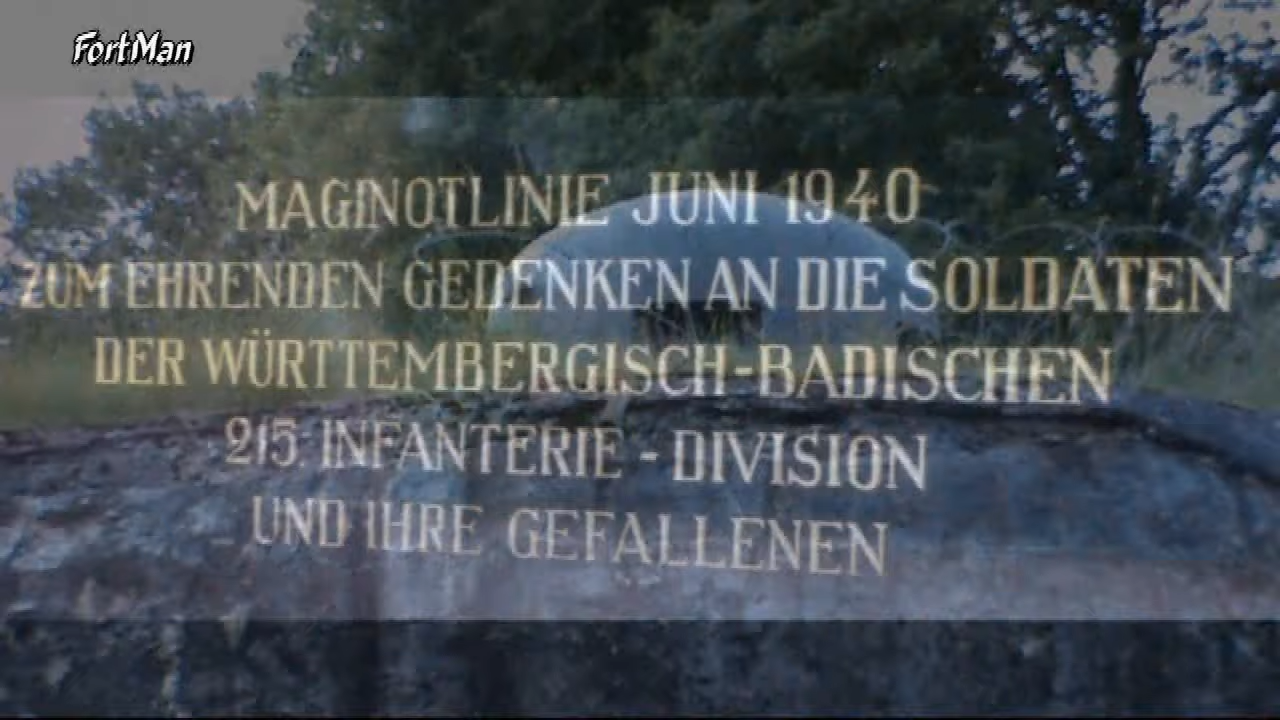 FortMan
MAGINOTLINIE JUNI 1940
ZUM EHRENDEN GEDENKEN AN DIE SOLDATEN
DER WÜRTTEMBERGISCH-BADISCHEN
215. INFANTERIE - DIVISION
UND IHRE GEFALLENEN